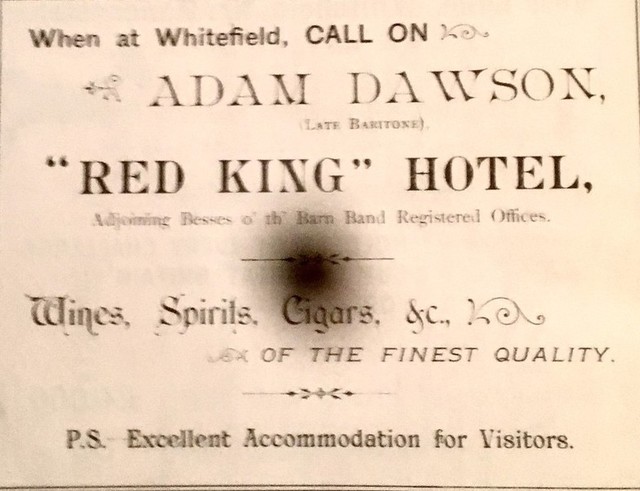 When at Whitefield, CALL ON
ADAM DAWSON,
(LATE BARITONE),
"RED KING" HOTEL,
Adjoining Besses o' th' Barn Band Registered Offices.
Wines, Spirits, Cigars, &c.,
OF THE FINEST QUALITY.
P.S. Excellent Accommodation for Visitors.